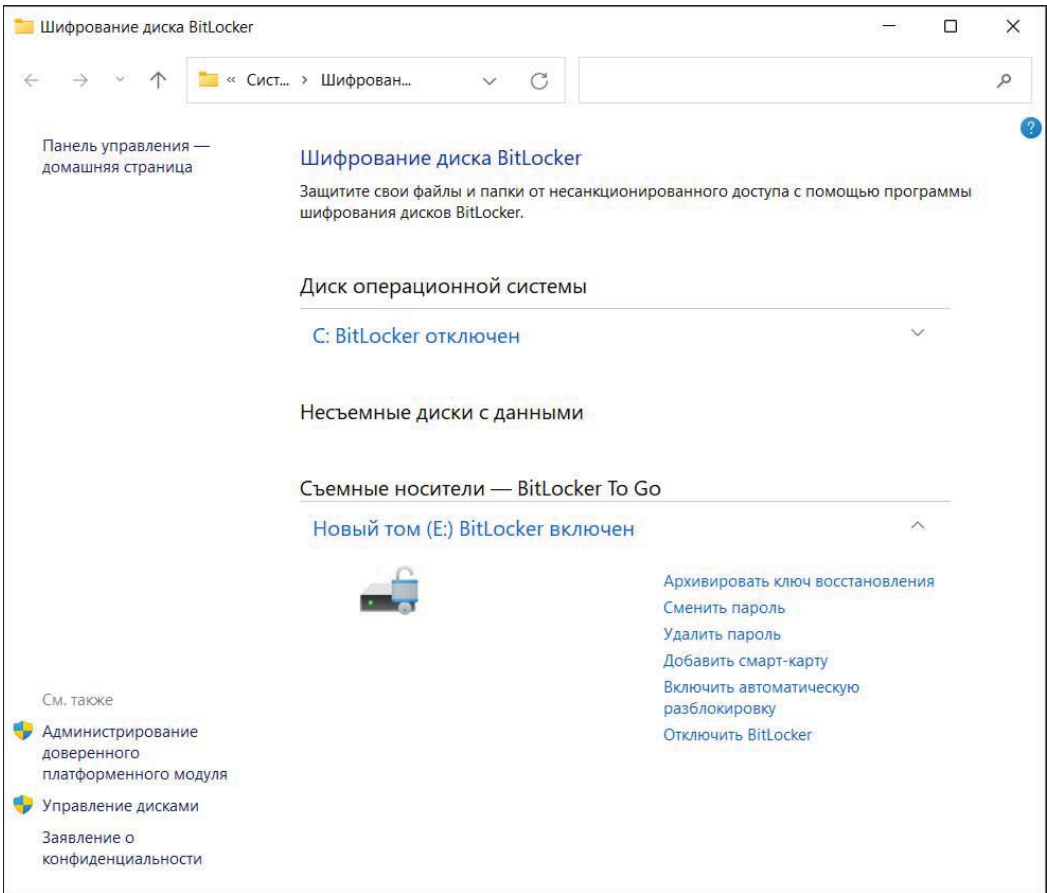 Шифрование диска BitLocker
« Сист... › Шифрован...
?
Панель управления —
домашняя страница
Шифрование диска BitLocker
Защитите свои файлы и папки от несанкционированного доступа с помощью программы
шифрования дисков BitLocker.
Диск операционной системы
C: BitLocker отключен
Несъемные диски с данными
Съемные носители — BitLocker To Go
Новый том (E:) BitLocker включен
Архивировать ключ восстановления
Сменить пароль
Удалить пароль
Добавить смарт-карту
Включить автоматическую
разблокировку
Отключить BitLocker
См. также
Администрирование
доверенного
платформенного модуля
Управление дисками
Заявление о
конфиденциальности